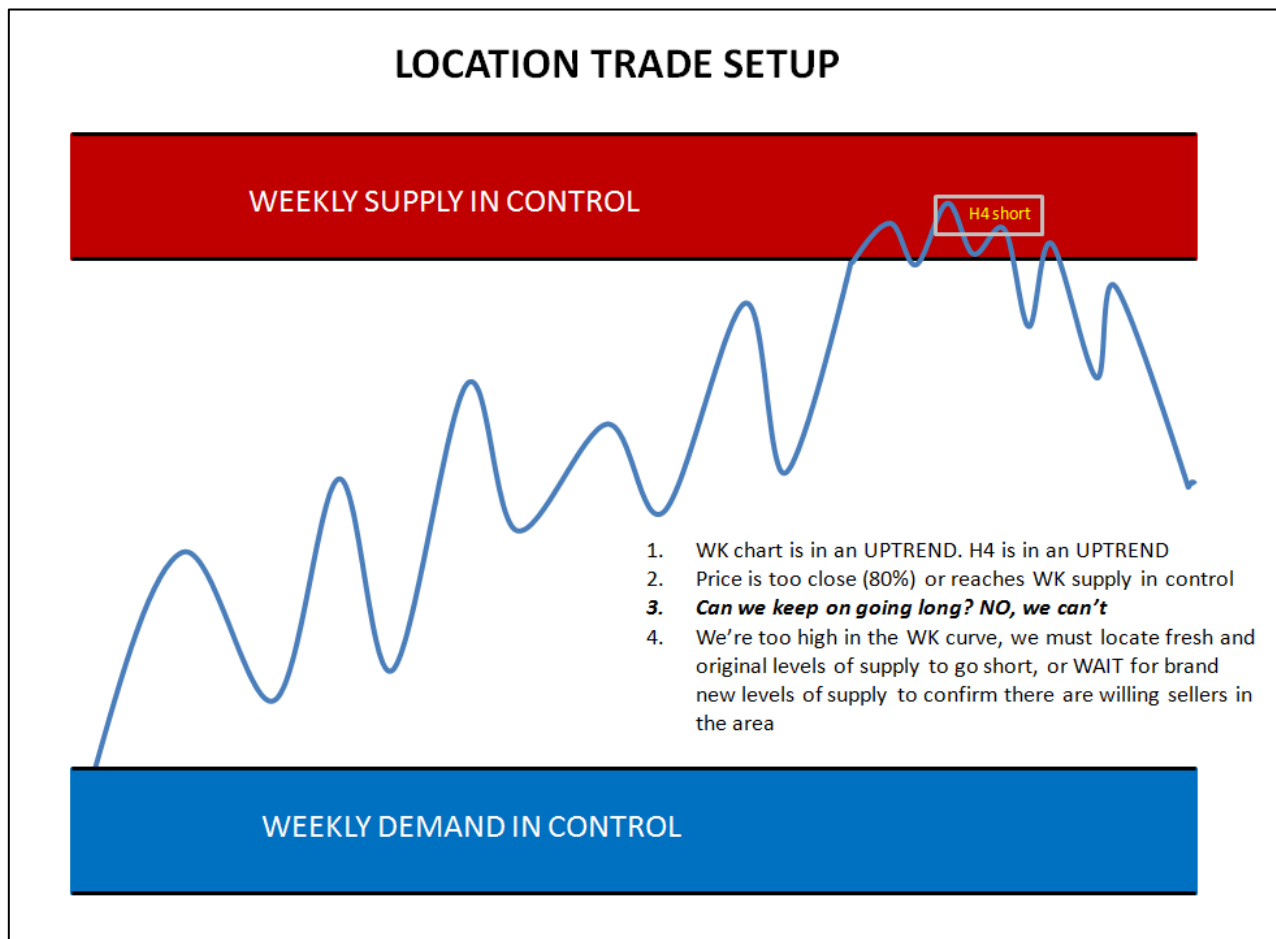 LOCATION TRADE SETUP
WEEKLY SUPPLY IN CONTROL
H4 short
1. WK chart is in an UPTREND. H4 is in an UPTREND
2. Price is too close (80%) or reaches WK supply in control
3. Can we keep on going long? NO, we can't
4. We're too high in the WK curve, we must locate fresh and
original levels of supply to go short, or WAIT for brand
new levels of supply to confirm there are willing sellers in
the area
WEEKLY DEMAND IN CONTROL